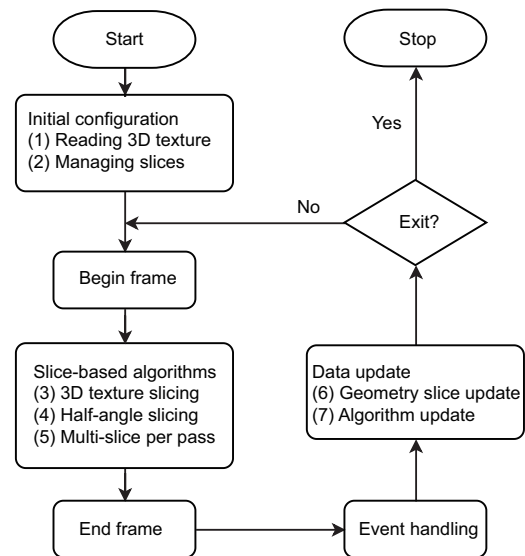 Start
Initial configuration
(1) Reading 3D texture
(2) Managing slices
Begin frame
Slice-based algorithms
(3) 3D texture slicing
(4) Half-angle slicing
(5) Multi-slice per pass
End frame
Event handling
Data update
(6) Geometry slice update
(7) Algorithm update
Exit?
No
Yes
Stop